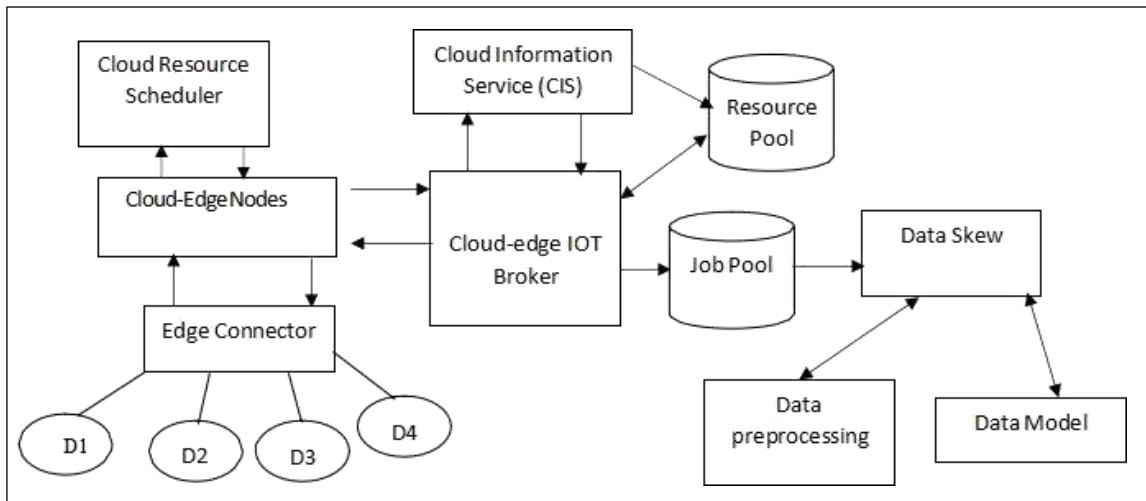 Cloud Resource
Scheduler
Cloud Information
Service (CIS)
Resource
Pool
Cloud-EdgeNodes
Cloud-edge IOT
Broker
Job Pool
Data Skew
Edge Connector
D1
D2
D3
D4
Data
preprocessing
Data Model